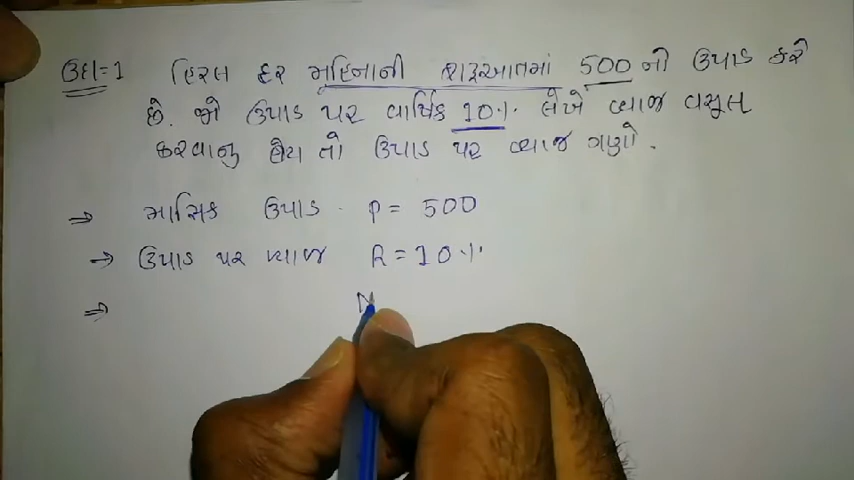 ઉદા=1 હિરલ દર મહિનાની શરૂઆતમાં 500 નો ઉપાડ કરે
છે. જો ઉપાડ પર વાર્ષિક 10% લેખે વ્યાજ વસુલ
કરવાનુ હોય તો ઉપાડ પર વ્યાજ ગણો.
⇒ માસિક ઉપાડ P = 500
→ ઉપાડ પર વ્યાજ R = 10%
⇒ N